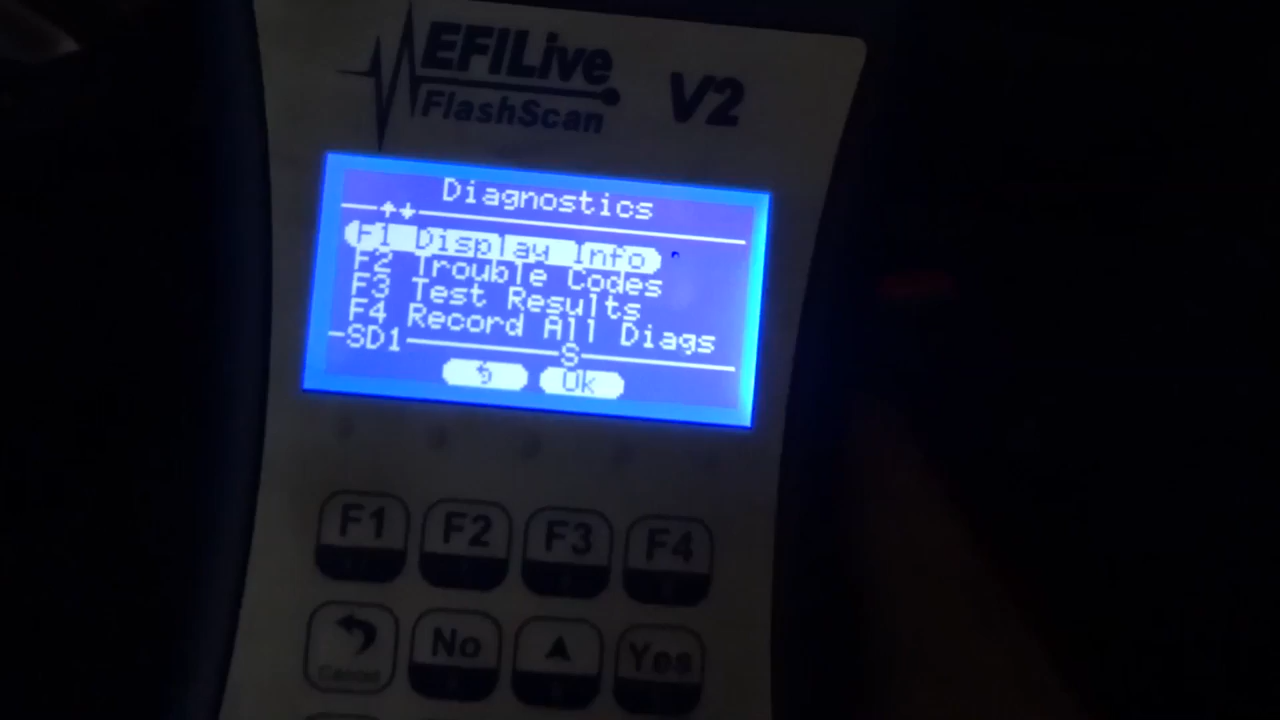 EFILive
FlashScan V2
Diagnostics
F1 Display Info
F2 Trouble Codes
F3 Test Results
F4 Record All Diags
SD1 S
Ok
F1 F2 F3 F4
Cancel No Yes